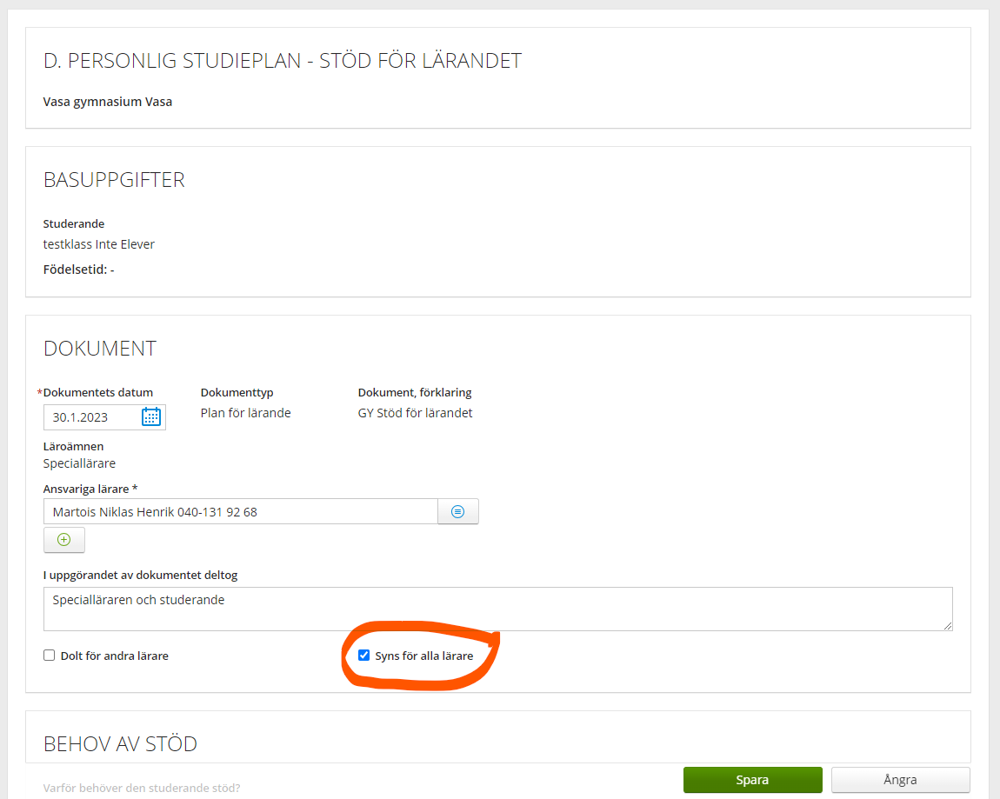 D. PERSONLIG STUDIEPLAN - STÖD FÖR LÄRANDET
Vasa gymnasium Vasa
BASUPPGIFTER
Studerande
testklass Inte Elever
Födelsetid: -
DOKUMENT
*Dokumentets datum Dokumenttyp Dokument, förklaring
30.1.2023 Plan för lärande GY Stöd för lärandet
Läroämnen
Speciallärare
Ansvariga lärare *
Martois Niklas Henrik 040-131 92 68
I uppgörandet av dokumentet deltog
Specialläraren och studerande
Dolt för andra lärare Syns för alla lärare
BEHOV AV STÖD
Varför behöver den studerande stöd?
Spara Ångra